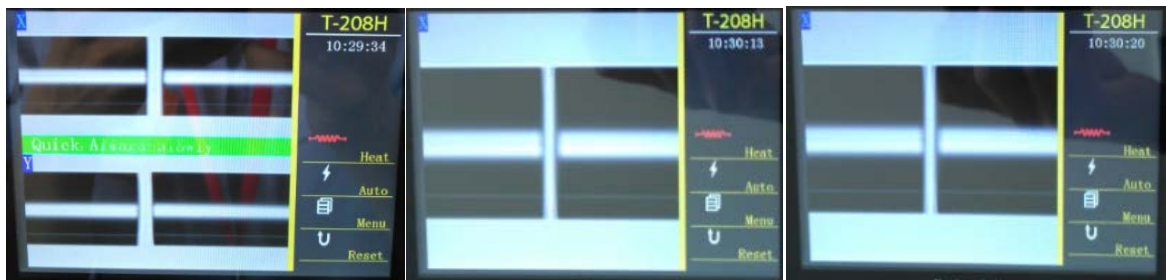 X
T-208H
10:29:34
Quick
Y
Heat
Auto
Menu
Reset
X
T-208H
10:30:13
Heat
Auto
Menu
Reset
X
T-208H
10:30:20
Heat
Auto
Menu
Reset